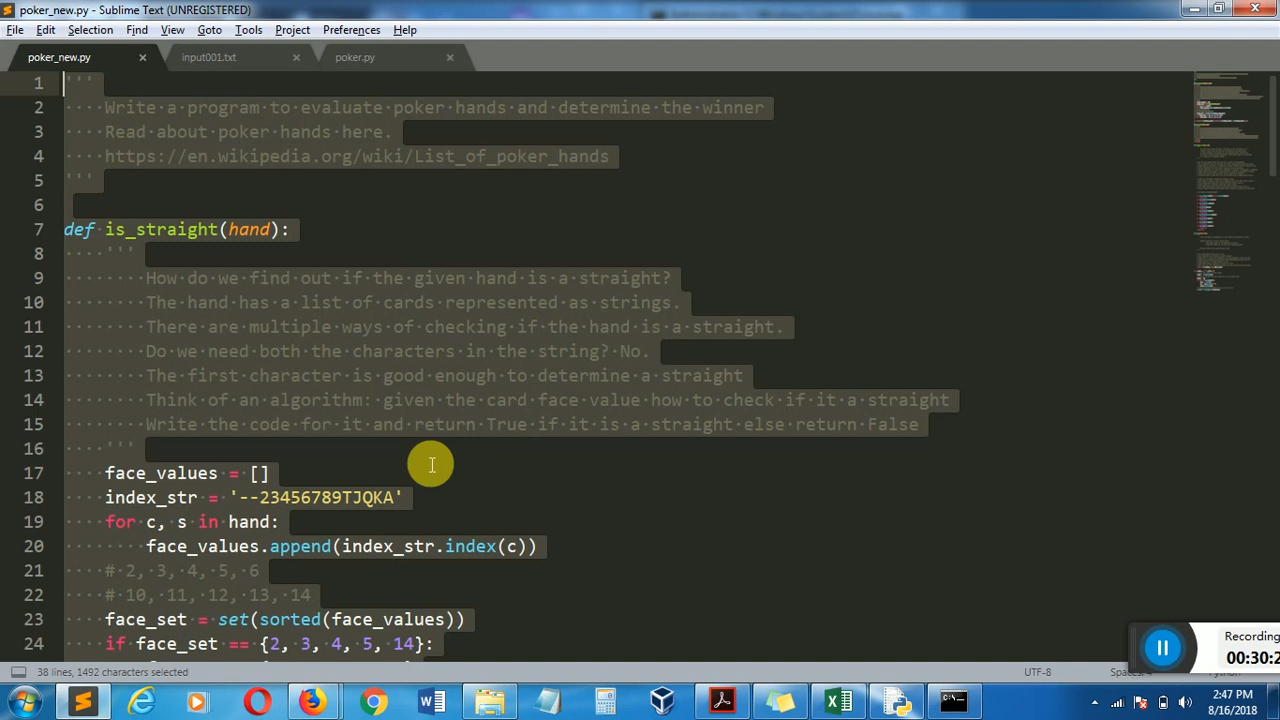 poker_new.py - Sublime Text (UNREGISTERED)
File Edit Selection Find View Goto Tools Project Preferences Help
poker_new.py input001.txt poker.py
1 '''
2 Write a program to evaluate poker hands and determine the winner
3 Read about poker hands here.
4 https://en.wikipedia.org/wiki/List_of_poker_hands
5 '''
6
7 def is_straight(hand):
8 '''
9 How do we find out if the given hand is a straight?
10 The hand has a list of cards represented as strings.
11 There are multiple ways of checking if the hand is a straight.
12 Do we need both the characters in the string? No.
13 The first character is good enough to determine a straight
14 Think of an algorithm: given the card face value how to check if it a straight
15 Write the code for it and return True if it is a straight else return False
16 '''
17 face_values = []
18 index_str = '--23456789TJQKA'
19 for c, s in hand:
20 face_values.append(index_str.index(c))
21 # 2, 3, 4, 5, 6
22 # 10, 11, 12, 13, 14
23 face_set = set(sorted(face_values))
24 if face_set == {2, 3, 4, 5, 14}:
Recording
00:30:2
38 lines, 1492 characters selected UTF-8
2:47 PM
8/16/2018